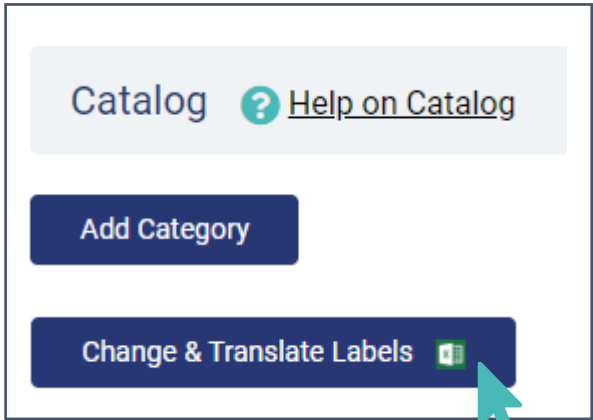 Catalog ? Help on Catalog
Add Category
Change & Translate Labels